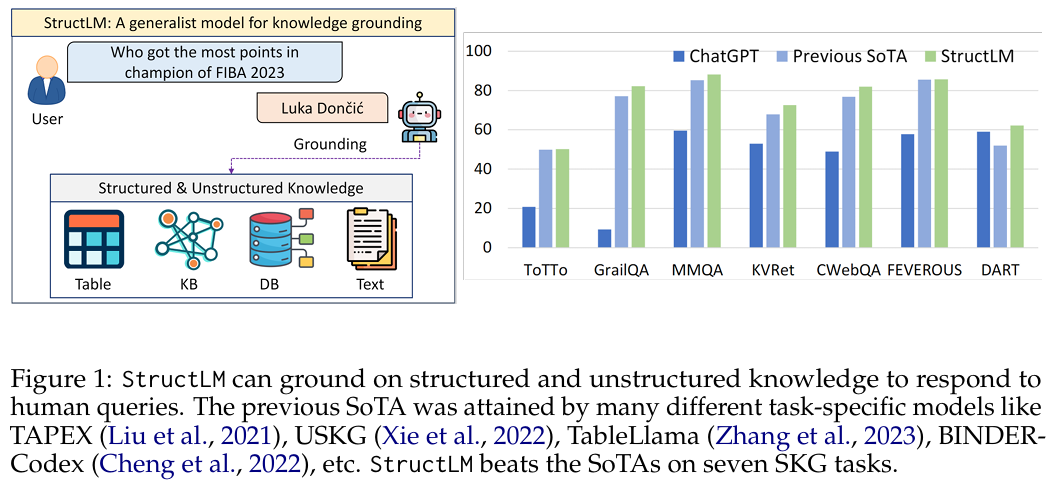 StructLM: A generalist model for knowledge grounding
Who got the most points in
champion of FIBA 2023
User
Luka Dončić
Grounding
Structured & Unstructured Knowledge
Table
KB
DB
Text
100
80
60
40
20
0
ChatGPT
Previous SoTA
StructLM
ToTTo
GrailQA
MMQA
KVRet
CWebQA
FEVEROUS
DART
Figure 1: StructLM can ground on structured and unstructured knowledge to respond to
human queries. The previous SoTA was attained by many different task-specific models like
TAPEX (Liu et al., 2021), USKG (Xie et al., 2022), TableLlama (Zhang et al., 2023), BINDER-
Codex (Cheng et al., 2022), etc. StructLM beats the SoTAs on seven SKG tasks.